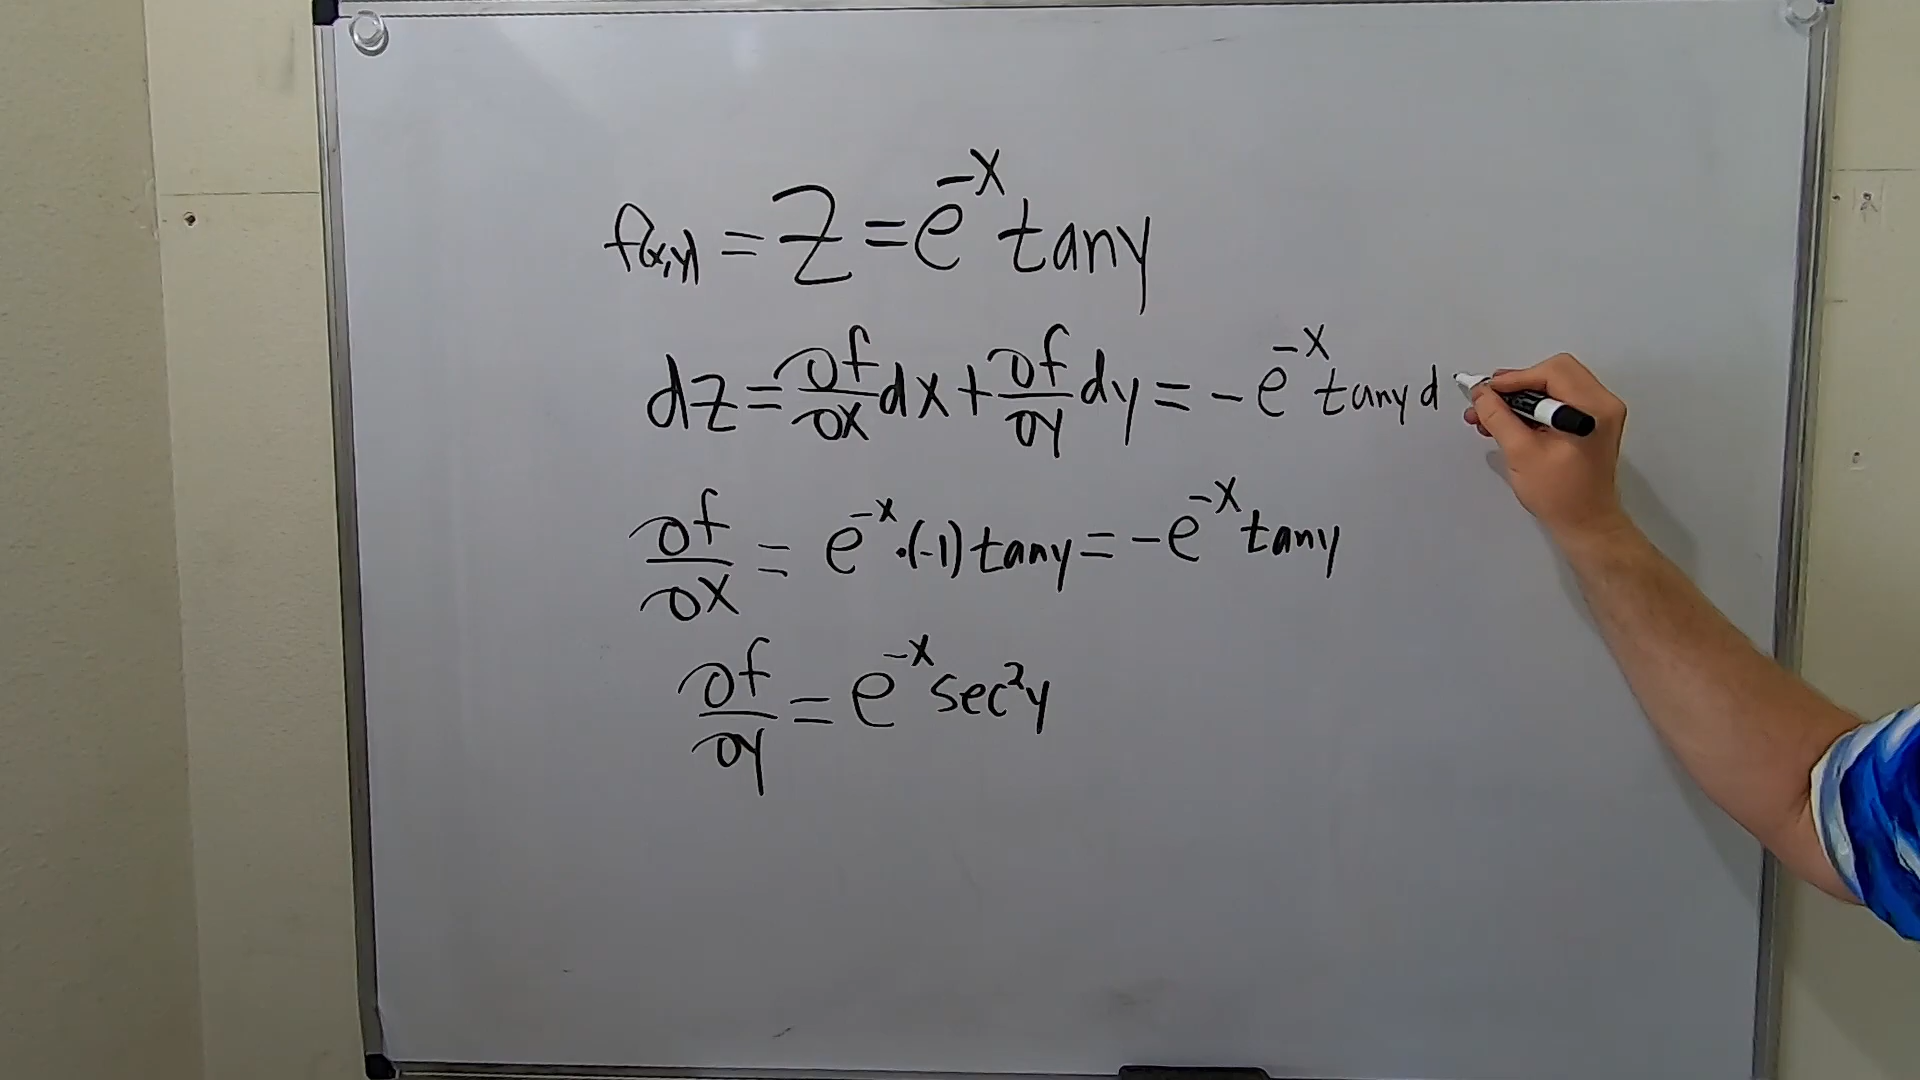 f(x,y) = z = e^{-x} tany
dz = ∂f/∂x dx + ∂f/∂y dy = -e^{-x} tany d
∂f/∂x = e^{-x}·(-1) tany = -e^{-x} tany
∂f/∂y = e^{-x} sec²y